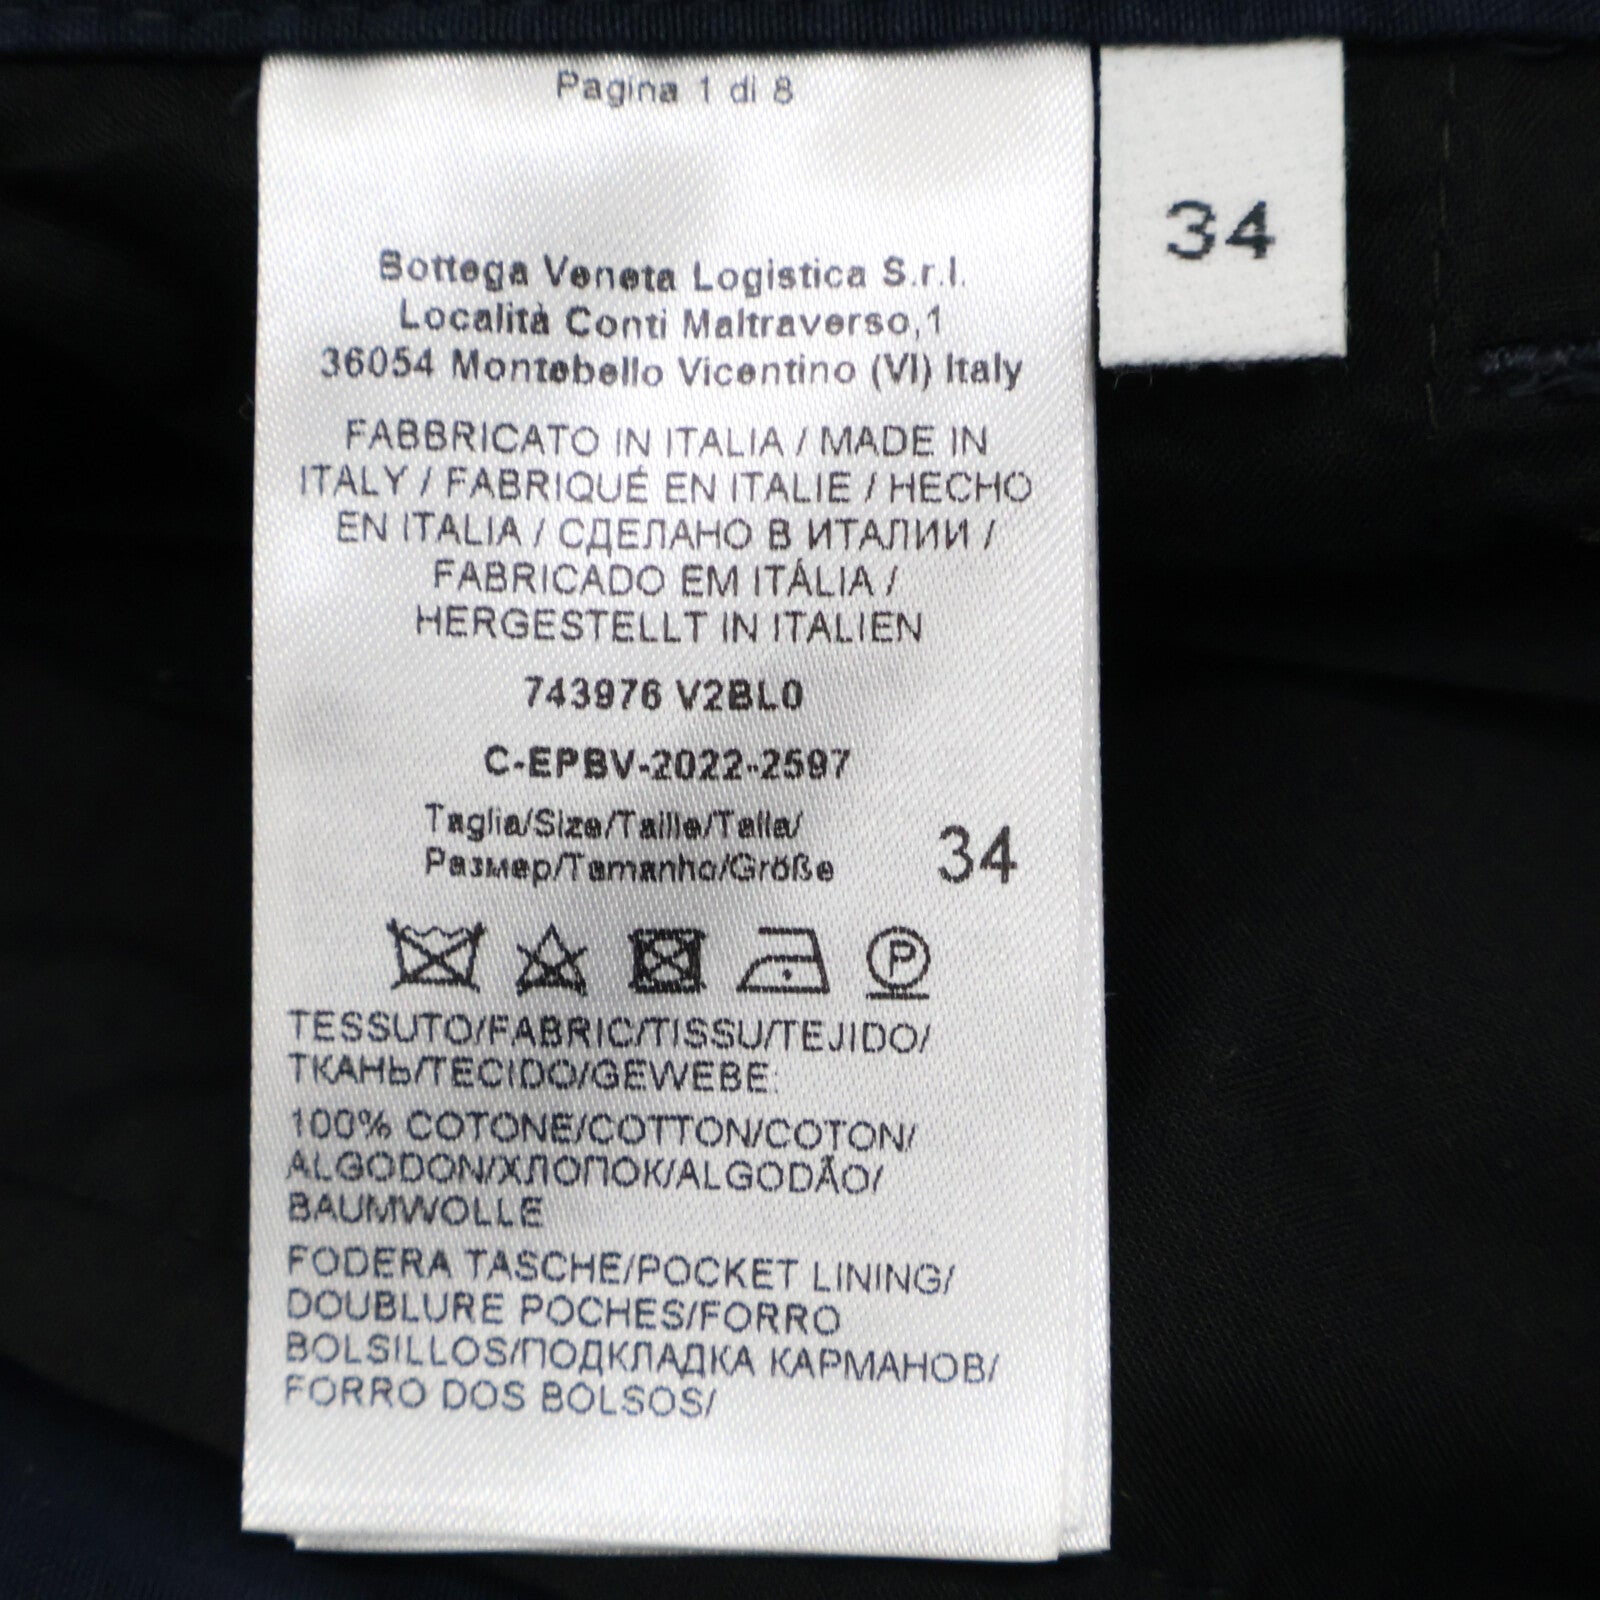 Pagina 1 di 8
34
Bottega Veneta Logistica S.r.l.
Località Conti Maltraverso,1
36054 Montebello Vicentino (VI) Italy
FABBRICATO IN ITALIA / MADE IN
ITALY / FABRIQUÉ EN ITALIE / HECHO
EN ITALIA / СДЕЛАНО В ИТАЛИИ /
FABRICADO EM ITÁLIA /
HERGESTELLT IN ITALIEN
743976 V2BL0
C-EPBV-2022-2597
Taglia/Size/Taille/Talla/
Размер/Tamanho/Größe 34
P
TESSUTO/FABRIC/TISSU/TEJIDO/
ТКАНЬ/TECIDO/GEWEBE:
100% COTONE/COTTON/COTON/
ALGODON/ХЛОПОК/ALGODÃO/
BAUMWOLLE
FODERA TASCHE/POCKET LINING/
DOUBLURE POCHES/FORRO
BOLSILLOS/ПОДКЛАДКА КАРМАНОВ/
FORRO DOS BOLSOS/